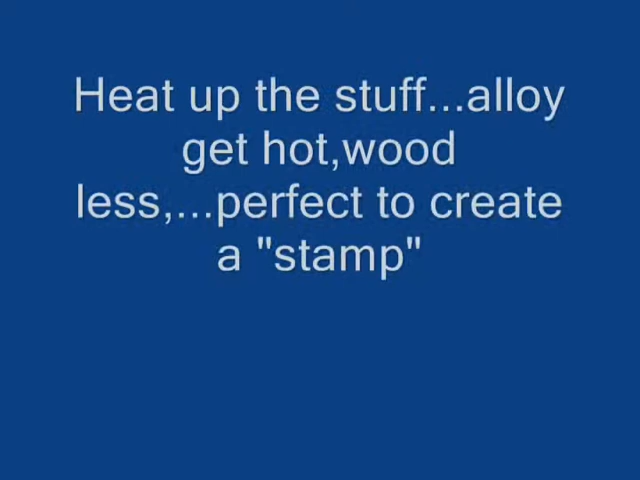 Heat up the stuff...alloy
get hot,wood
less,...perfect to create
a "stamp"